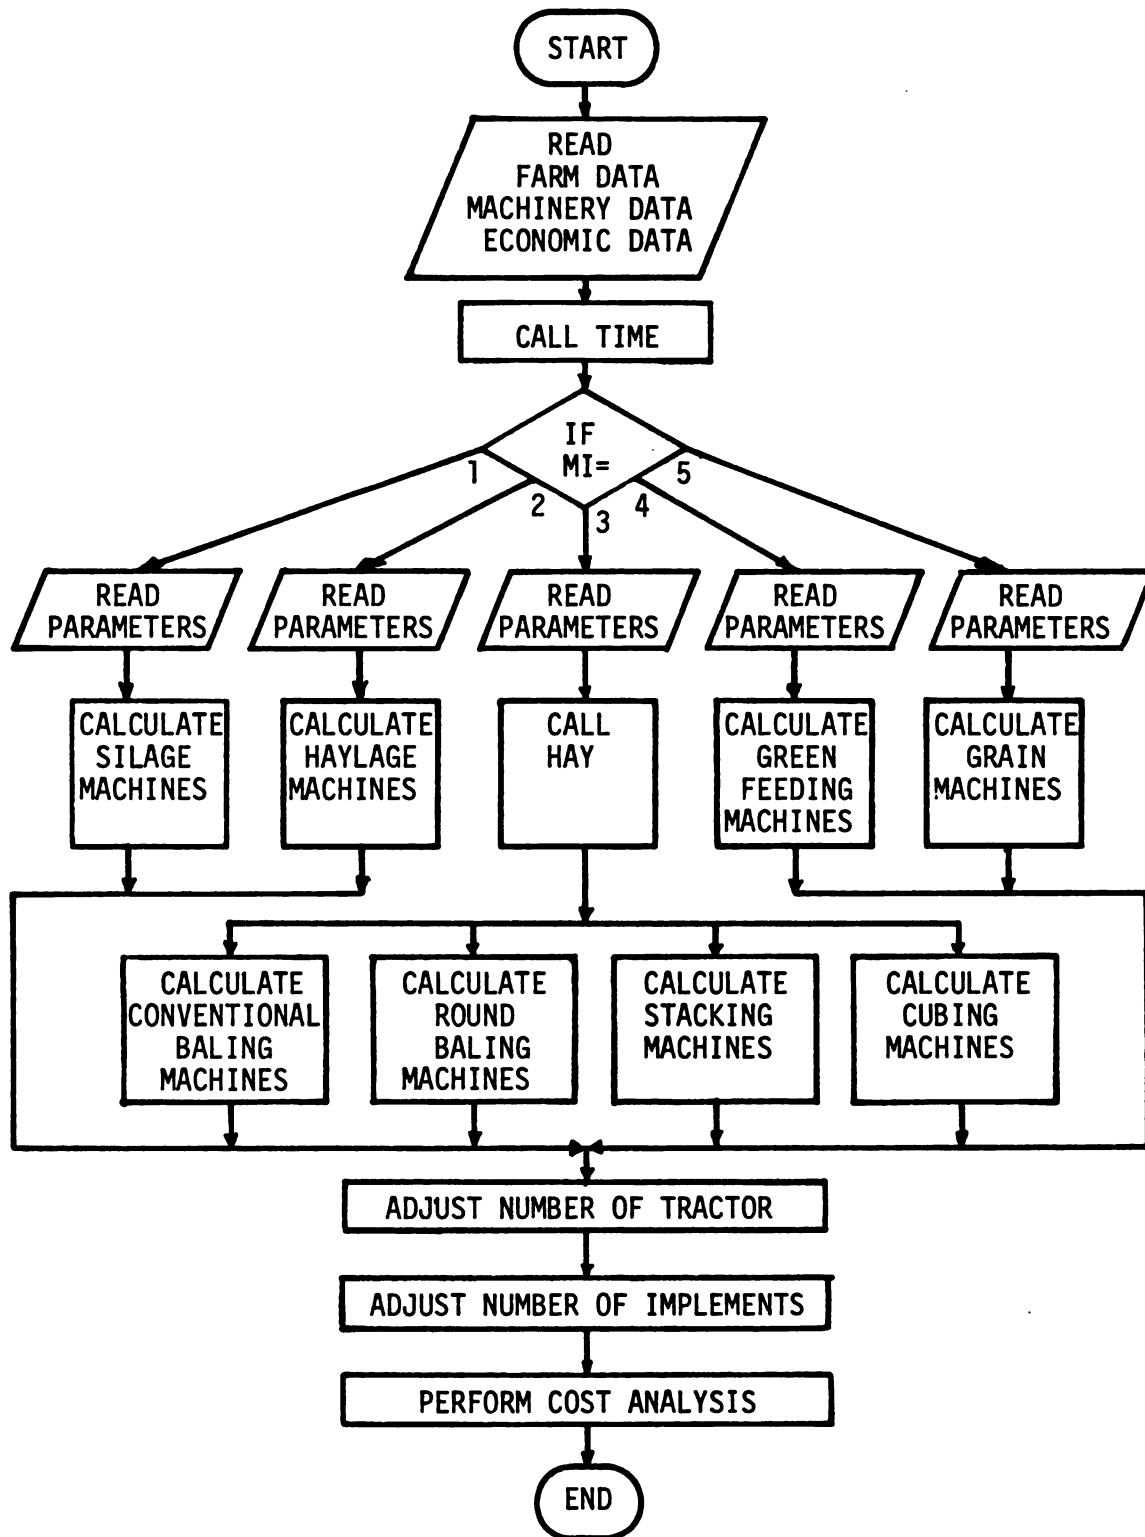 START
READ
FARM DATA
MACHINERY DATA
ECONOMIC DATA
CALL TIME
IF
MI=
1
2
3
4
5
READ
PARAMETERS
READ
PARAMETERS
READ
PARAMETERS
READ
PARAMETERS
READ
PARAMETERS
CALCULATE
SILAGE
MACHINES
CALCULATE
HAYLAGE
MACHINES
CALL
HAY
CALCULATE
GREEN
FEEDING
MACHINES
CALCULATE
GRAIN
MACHINES
CALCULATE
CONVENTIONAL
BALING
MACHINES
CALCULATE
ROUND
BALING
MACHINES
CALCULATE
STACKING
MACHINES
CALCULATE
CUBING
MACHINES
ADJUST NUMBER OF TRACTOR
ADJUST NUMBER OF IMPLEMENTS
PERFORM COST ANALYSIS
END